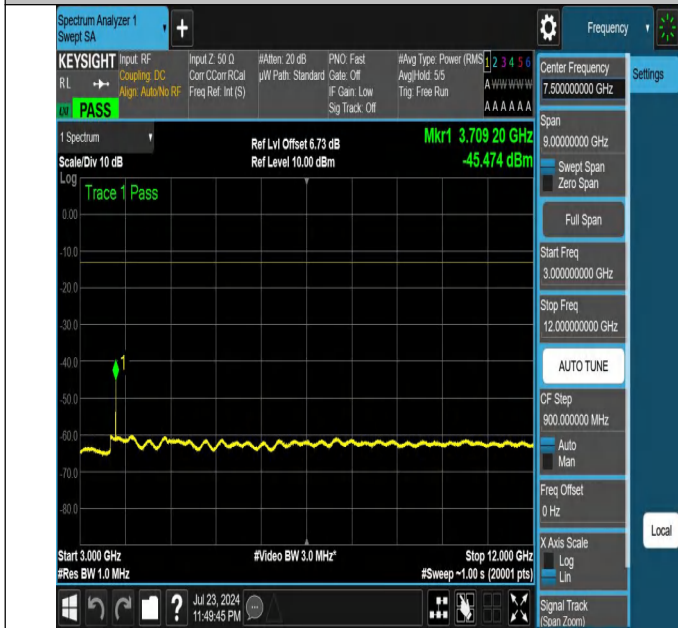 Spectrum Analyzer 1
Swept SA
+
Frequency
KEYSIGHT
RL
PASS
Input: RF
Coupling: DC
Align: Auto/No RF
Input Z: 50 Ω
Corr CCorr RCal
Freq Ref: Int (S)
#Atten: 20 dB
µW Path: Standard
PNO: Fast
Gate: Off
IF Gain: Low
Sig Track: Off
#Avg Type: Power (RMS
Avg|Hold: 5/5
Trig: Free Run
1 2 3 4 5 6
A W W W W W
A A A A A A
Center Frequency
7.500000000 GHz
Settings
Span
9.00000000 GHz
Swept Span
Zero Span
Full Span
Start Freq
3.000000000 GHz
Stop Freq
12.000000000 GHz
AUTO TUNE
CF Step
900.000000 MHz
Auto
Man
Freq Offset
0 Hz
X Axis Scale
Log
Lin
Signal Track
(Span Zoom)
Local
1 Spectrum
Scale/Div 10 dB
Ref Lvl Offset 6.73 dB
Ref Level 10.00 dBm
Mkr1 3.709 20 GHz
-45.474 dBm
Log
Trace 1 Pass
0.00
-10.0
-20.0
-30.0
-40.0
-50.0
-60.0
-70.0
-80.0
1
Start 3.000 GHz
#Res BW 1.0 MHz
#Video BW 3.0 MHz*
Stop 12.000 GHz
#Sweep ~1.00 s (20001 pts)
?
Jul 23, 2024
11:49:45 PM